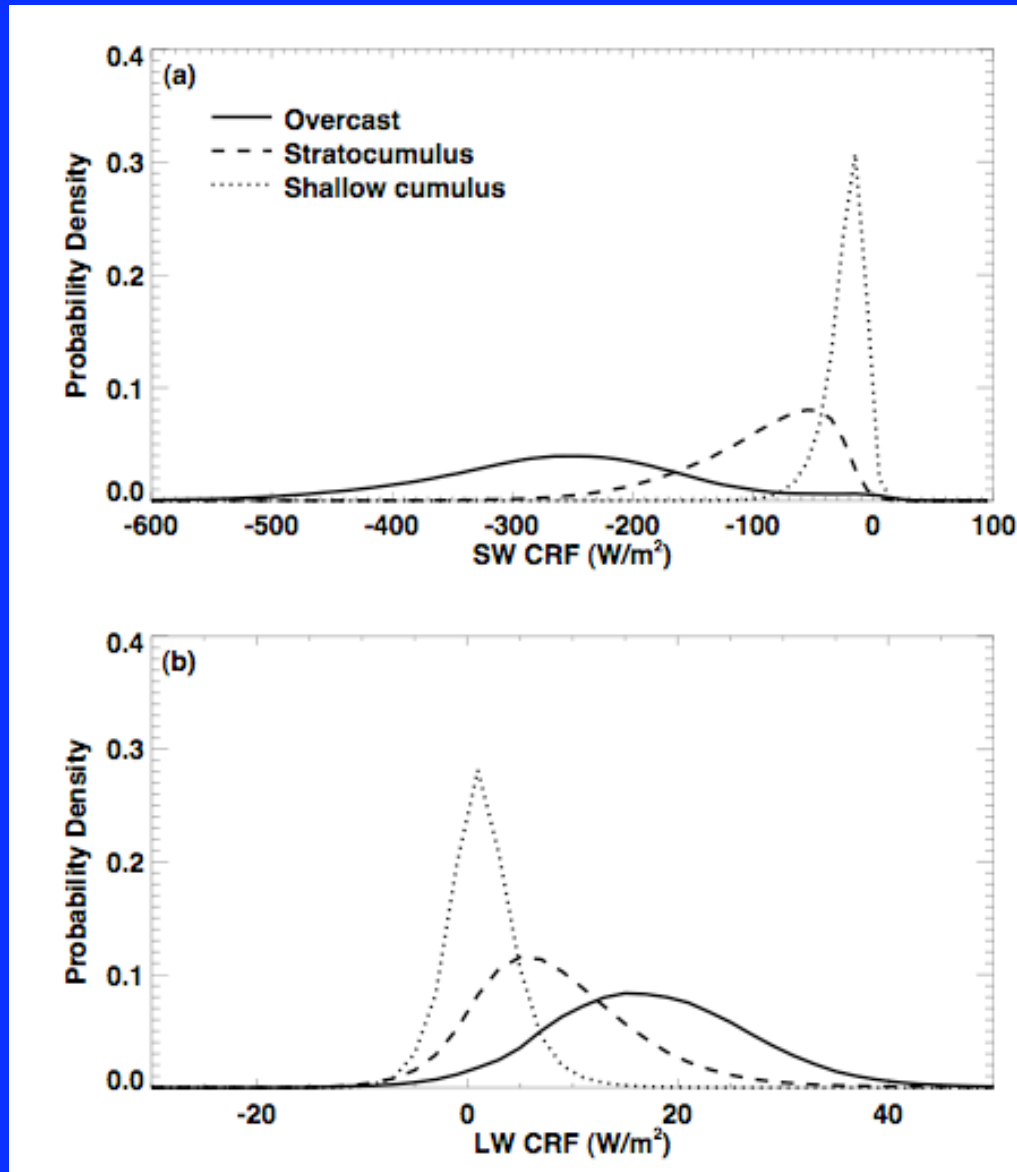 0.4
(a)
Overcast
Stratocumulus
Shallow cumulus
0.3
0.2
0.1
0.0
Probability Density
-600 -500 -400 -300 -200 -100 0 100
SW CRF (W/m²)
0.4
(b)
0.3
0.2
0.1
0.0
Probability Density
-20 0 20 40
LW CRF (W/m²)